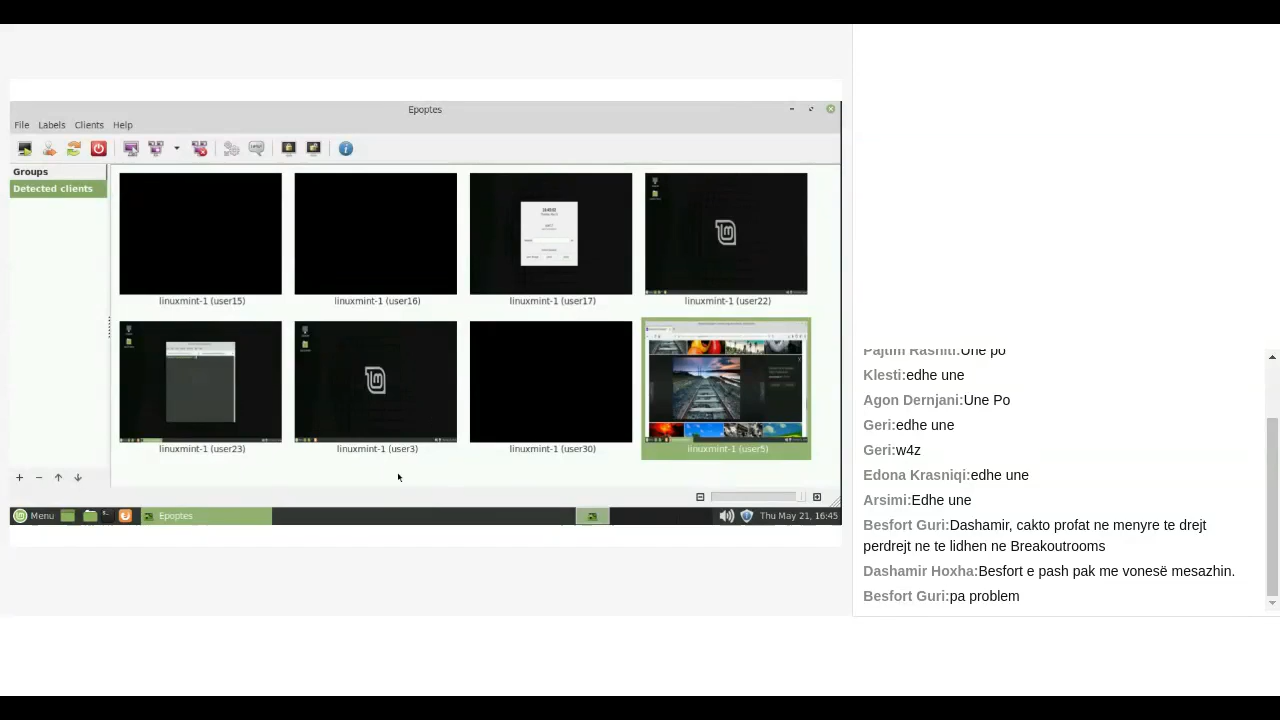 Epoptes
File Labels Clients Help
Groups
Detected clients
linuxmint-1 (user15)
linuxmint-1 (user16)
linuxmint-1 (user17)
linuxmint-1 (user22)
linuxmint-1 (user23)
linuxmint-1 (user3)
linuxmint-1 (user30)
linuxmint-1 (user5)
Menu
Epoptes
Thu May 21, 16:45
Pajtim Rashiti:Une po
Klesti:edhe une
Agon Dernjani:Une Po
Geri:edhe une
Geri:w4z
Edona Krasniqi:edhe une
Arsimi:Edhe une
Besfort Guri:Dashamir, cakto profat ne menyre te drejt
perdrejt ne te lidhen ne Breakoutrooms
Dashamir Hoxha:Besfort e pash pak me vonesë mesazhin.
Besfort Guri:pa problem